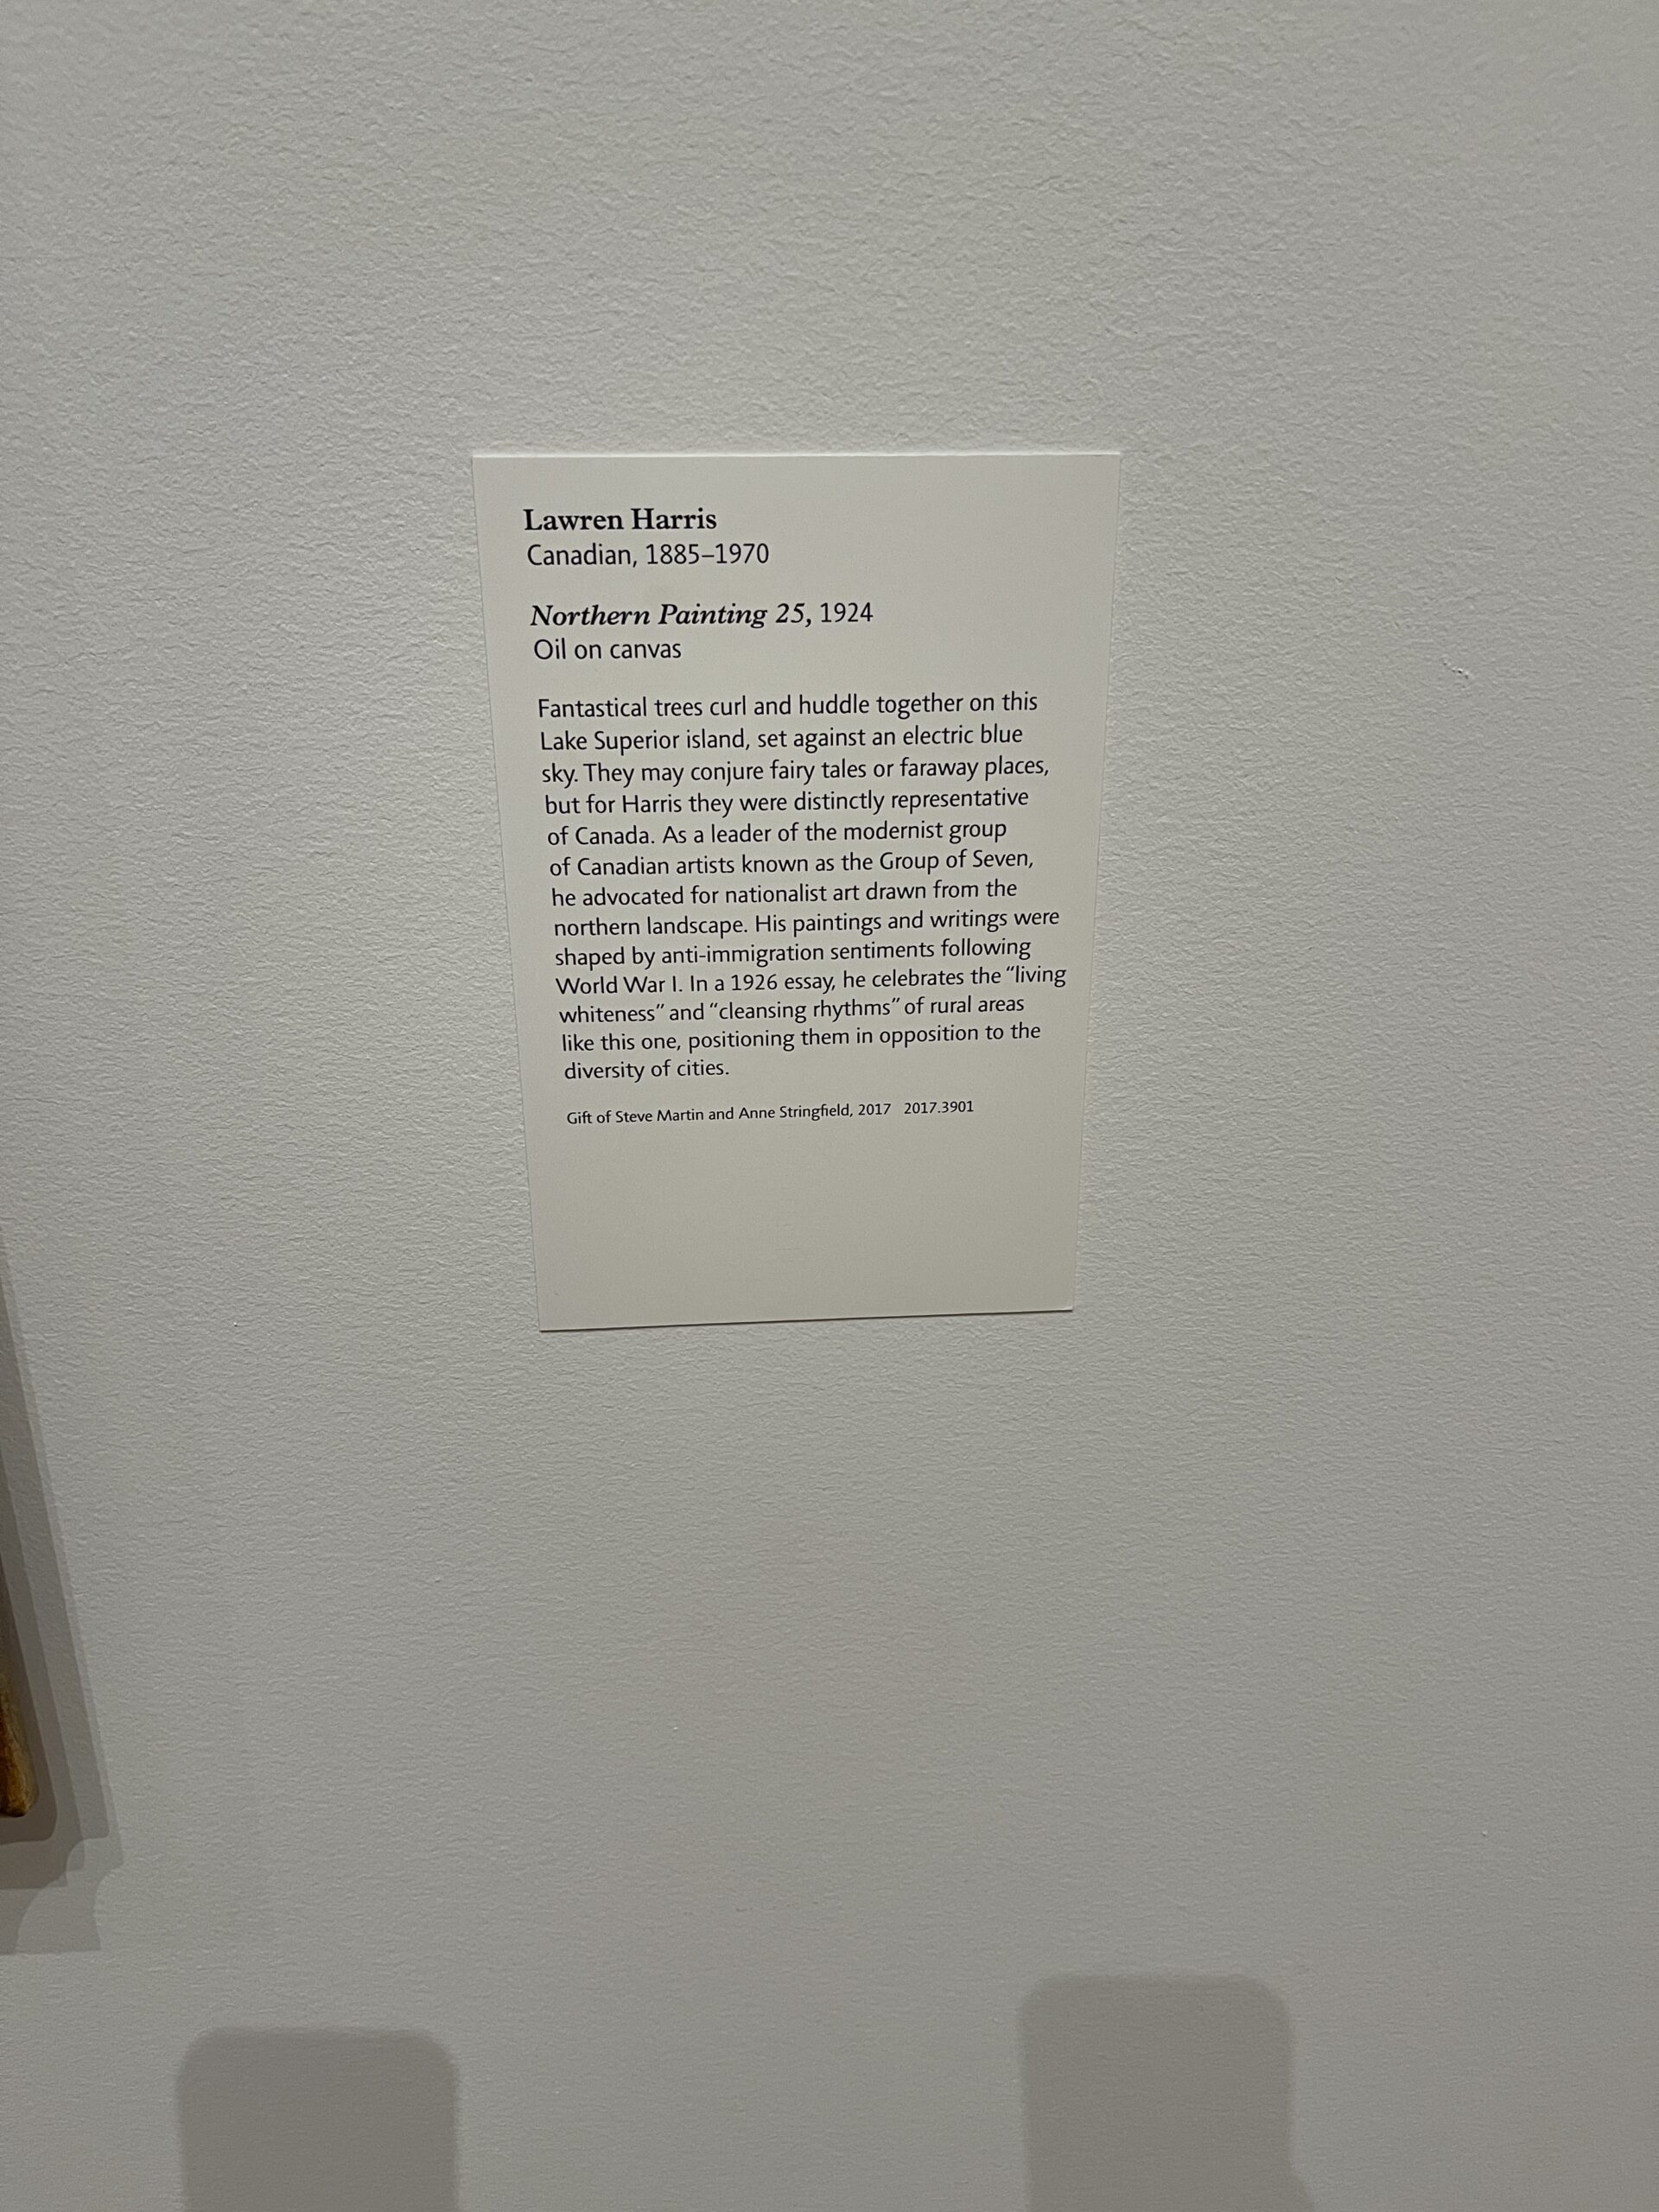 Lawren Harris
Canadian, 1885–1970
Northern Painting 25, 1924
Oil on canvas
Fantastical trees curl and huddle together on this
Lake Superior island, set against an electric blue
sky. They may conjure fairy tales or faraway places,
but for Harris they were distinctly representative
of Canada. As a leader of the modernist group
of Canadian artists known as the Group of Seven,
he advocated for nationalist art drawn from the
northern landscape. His paintings and writings were
shaped by anti-immigration sentiments following
World War I. In a 1926 essay, he celebrates the “living
whiteness” and “cleansing rhythms” of rural areas
like this one, positioning them in opposition to the
diversity of cities.
Gift of Steve Martin and Anne Stringfield, 2017 2017.3901